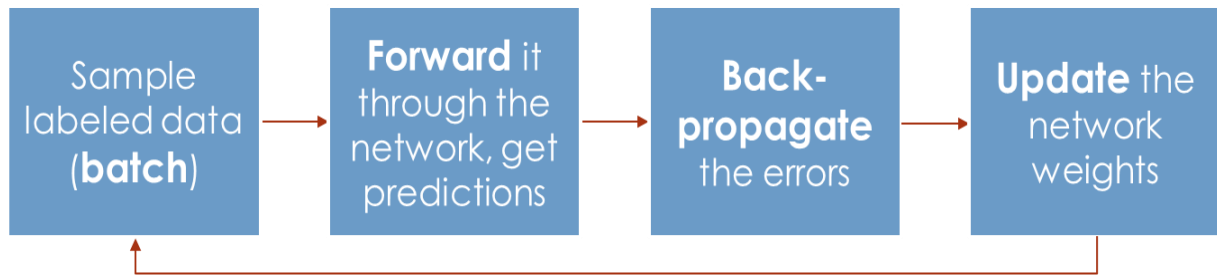 Sample
labeled data
(batch)
Forward it
through the
network, get
predictions
Back-
propagate
the errors
Update the
network
weights